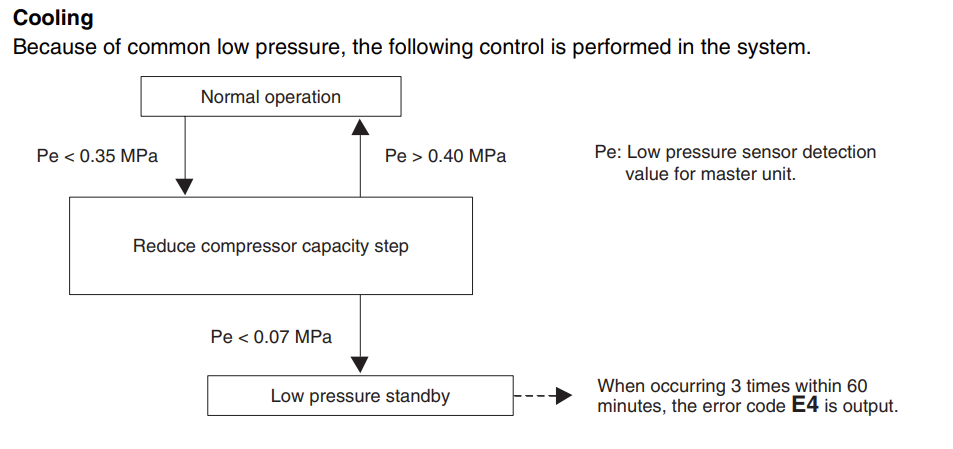 Cooling
Because of common low pressure, the following control is performed in the system.
Normal operation
Pe < 0.35 MPa
Pe > 0.40 MPa
Pe: Low pressure sensor detection
value for master unit.
Reduce compressor capacity step
Pe < 0.07 MPa
Low pressure standby
When occurring 3 times within 60
minutes, the error code E4 is output.